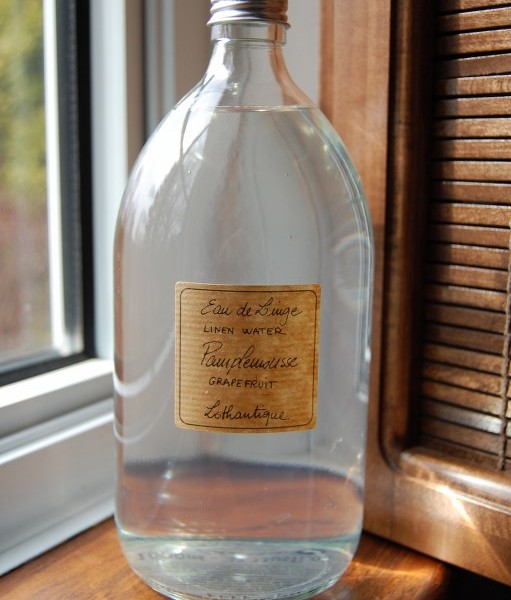 Eau de Linge
LINEN WATER
Pamplemousse
GRAPEFRUIT
Lothantique